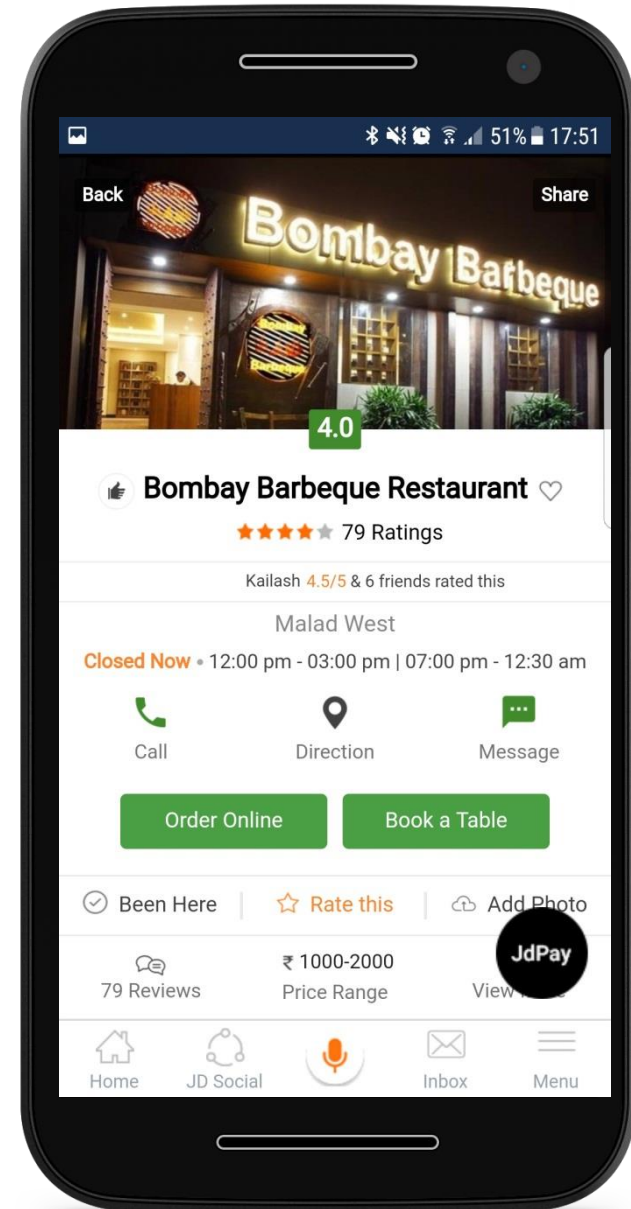 51% 17:51
Back
Share
Bombay Barbeque
Bombay
Barbeque
4.0
Bombay Barbeque Restaurant
79 Ratings
Kailash 4.5/5 & 6 friends rated this
Malad West
Closed Now • 12:00 pm - 03:00 pm | 07:00 pm - 12:30 am
Call Direction Message
Order Online Book a Table
Been Here | Rate this | Add Photo
JdPay
₹ 1000-2000
79 Reviews Price Range View
Home JD Social Inbox Menu